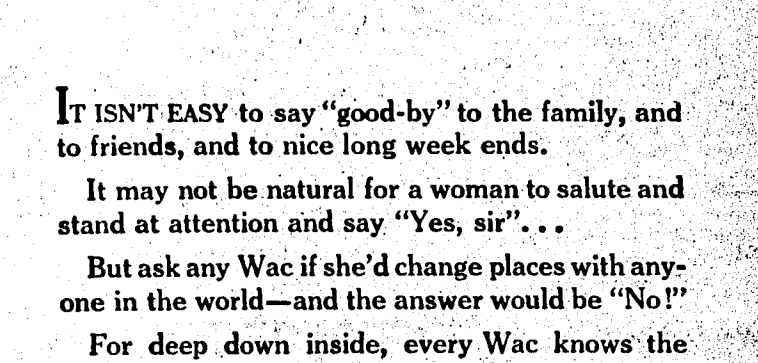 IT ISN'T EASY to say "good-by" to the family, and
to friends, and to nice long week ends.
It may not be natural for a woman to salute and
stand at attention and say "Yes, sir"...
But ask any Wac if she'd change places with any-
one in the world—and the answer would be "No!"
For deep down inside, every Wac knows the